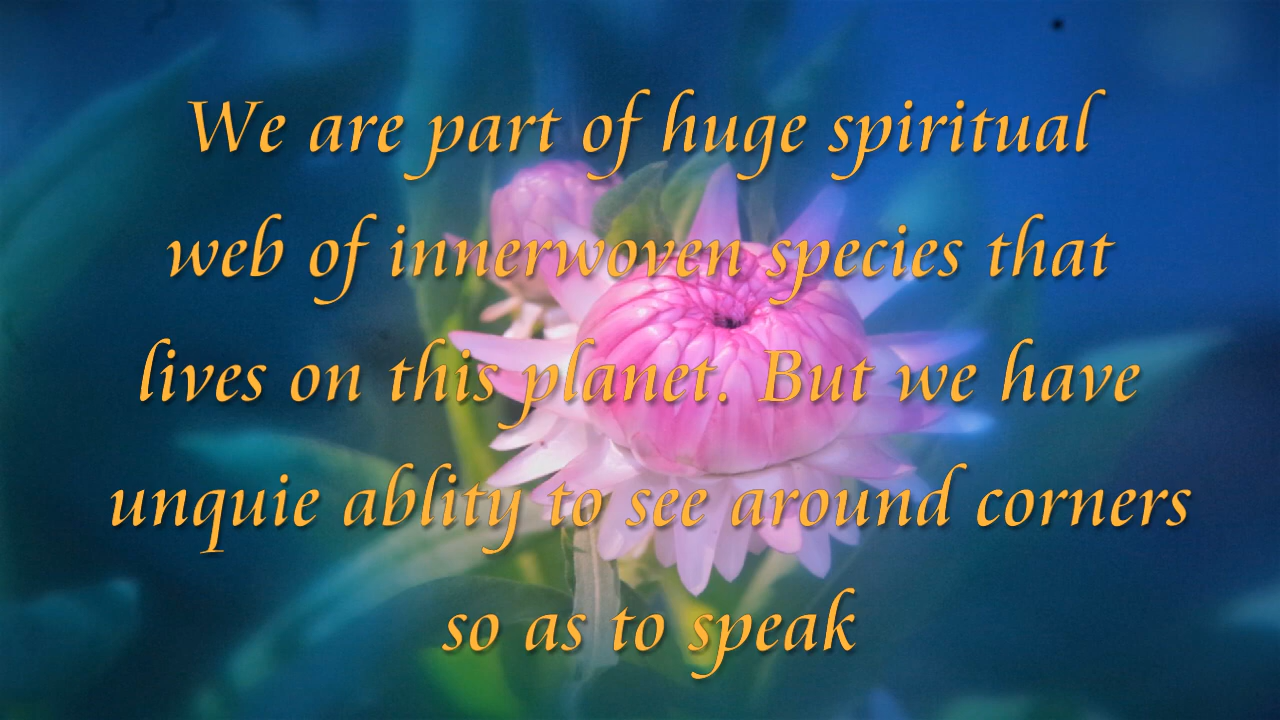 We are part of huge spiritual
web of innerwoven species that
lives on this planet. But we have
unquie ablity to see around corners
so as to speak